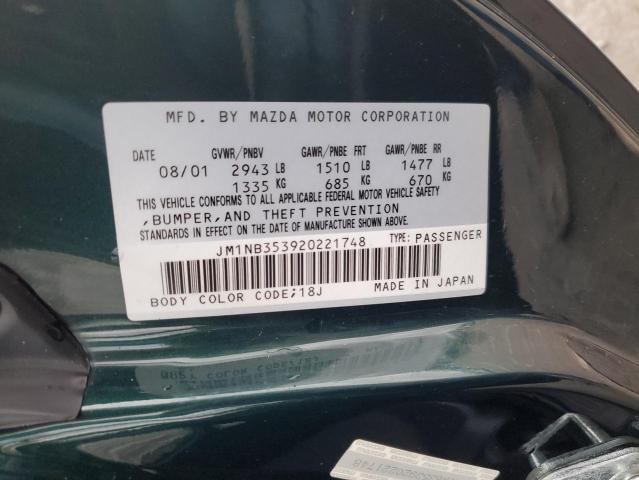 MFD. BY MAZDA MOTOR CORPORATION
DATE GVWR/PNBV GAWR/PNBE FRT GAWR/PNBE RR
08/01 2943 LB 1510 LB 1477 LB
1335 KG 685 KG 670 KG
THIS VEHICLE CONFORMS TO ALL APPLICABLE FEDERAL MOTOR VEHICLE SAFETY
,BUMPER,AND THEFT PREVENTION
STANDARDS IN EFFECT ON THE DATE OF MANUFACTURE SHOWN ABOVE.
JM1NB353920221748 TYPE: PASSENGER
BODY COLOR CODE;18J MADE IN JAPAN